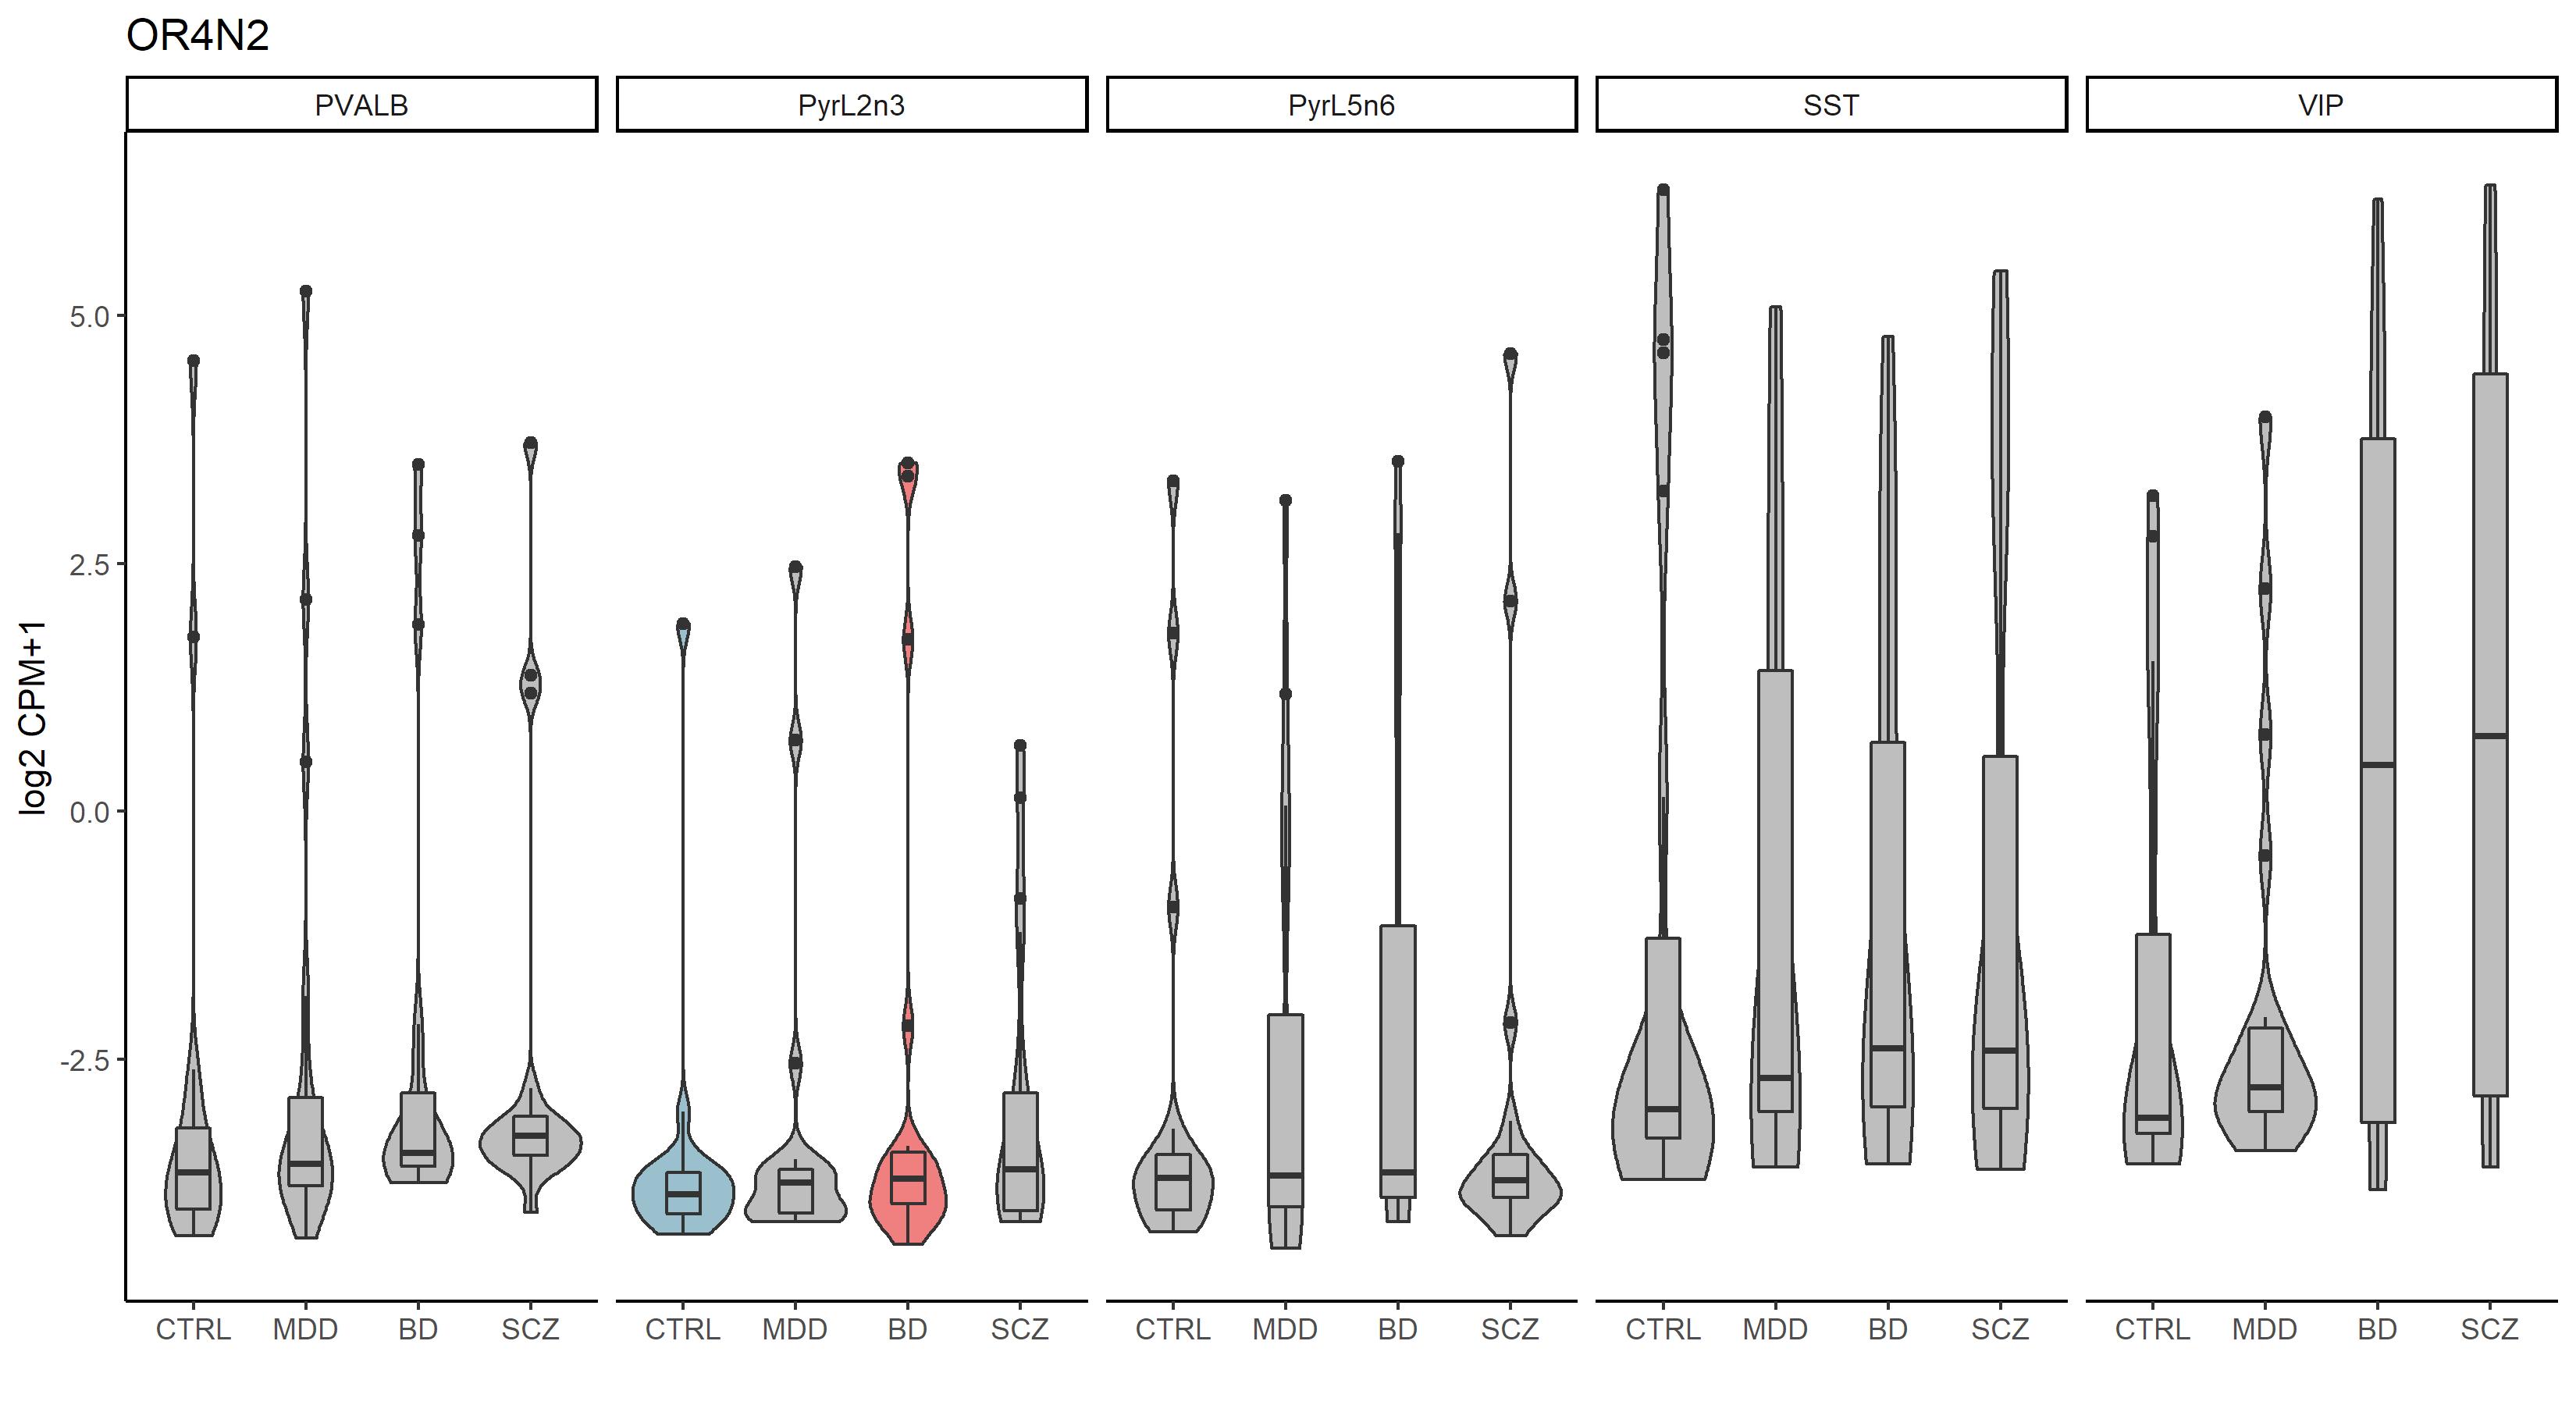 OR4N2
PVALB PyrL2n3 PyrL5n6 SST VIP
log2 CPM+1
5.0
2.5
0.0
-2.5
CTRL MDD BD SCZ CTRL MDD BD SCZ CTRL MDD BD SCZ CTRL MDD BD SCZ CTRL MDD BD SCZ